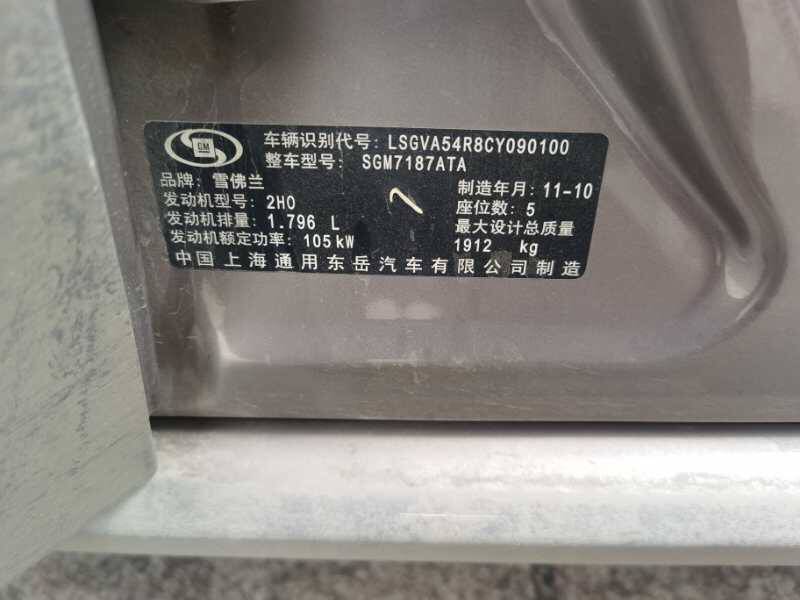 GM
车辆识别代号: LSGVA54R8CY090100
整车型号: SGM7187ATA
品牌: 雪佛兰 制造年月: 11-10
发动机型号: 2H0 座位数: 5
发动机排量: 1.796 L 最大设计总质量
发动机额定功率: 105kW 1912 kg
中国上海通用东岳汽车有限公司制造